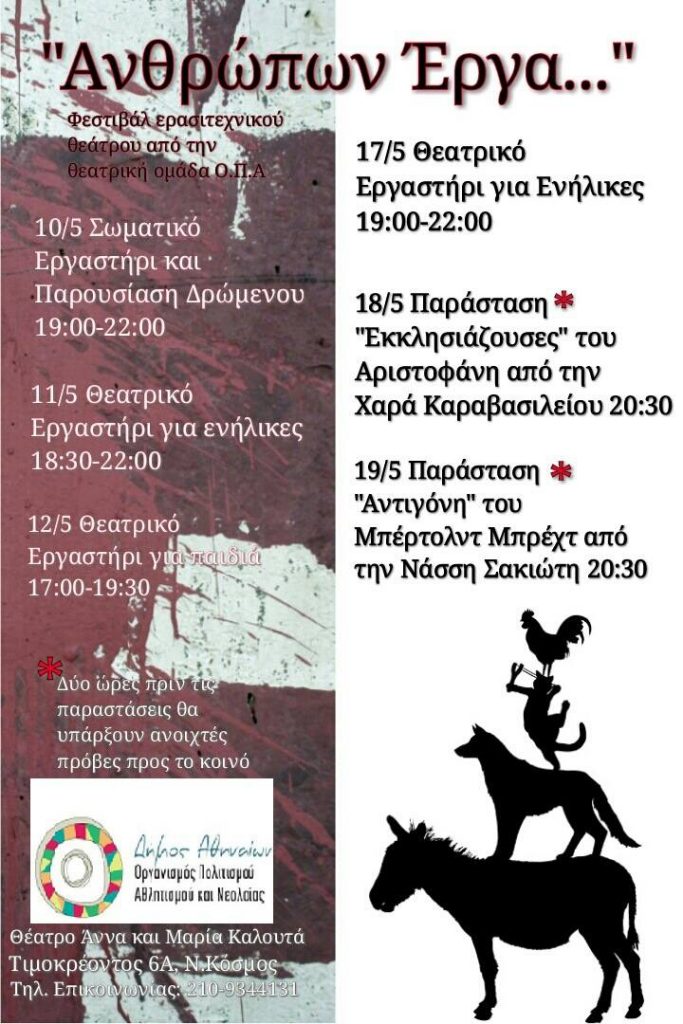 "Ανθρώπων Έργα..."
Φεστιβάλ ερασιτεχνικού
θεάτρου από την
θεατρική ομάδα Ο.Π.Α
10/5 Σωματικό
Εργαστήρι και
Παρουσίαση Δρώμενου
19:00-22:00
11/5 Θεατρικό
Εργαστήρι για ενήλικες
18:30-22:00
12/5 Θεατρικό
Εργαστήρι για παιδιά
17:00-19:30
*Δύο ώρες πριν τις
παραστάσεις θα
υπάρξουν ανοιχτές
πρόβες προς το κοινό
Δήμος Αθηναίων
Οργανισμός Πολιτισμού
Αθλητισμού και Νεολαίας
Θέατρο Άννα και Μαρία Καλουτά
Τιμοκρέοντος 6Α, Ν.Κόσμος
Τηλ. Επικοινωνίας: 210-9344131
17/5 Θεατρικό
Εργαστήρι για Ενήλικες
19:00-22:00
18/5 Παράσταση *
"Εκκλησιάζουσες" του
Αριστοφάνη από την
Χαρά Καραβασιλείου 20:30
19/5 Παράσταση *
"Αντιγόνη" του
Μπέρτολντ Μπρέχτ από
την Νάσση Σακιώτη 20:30